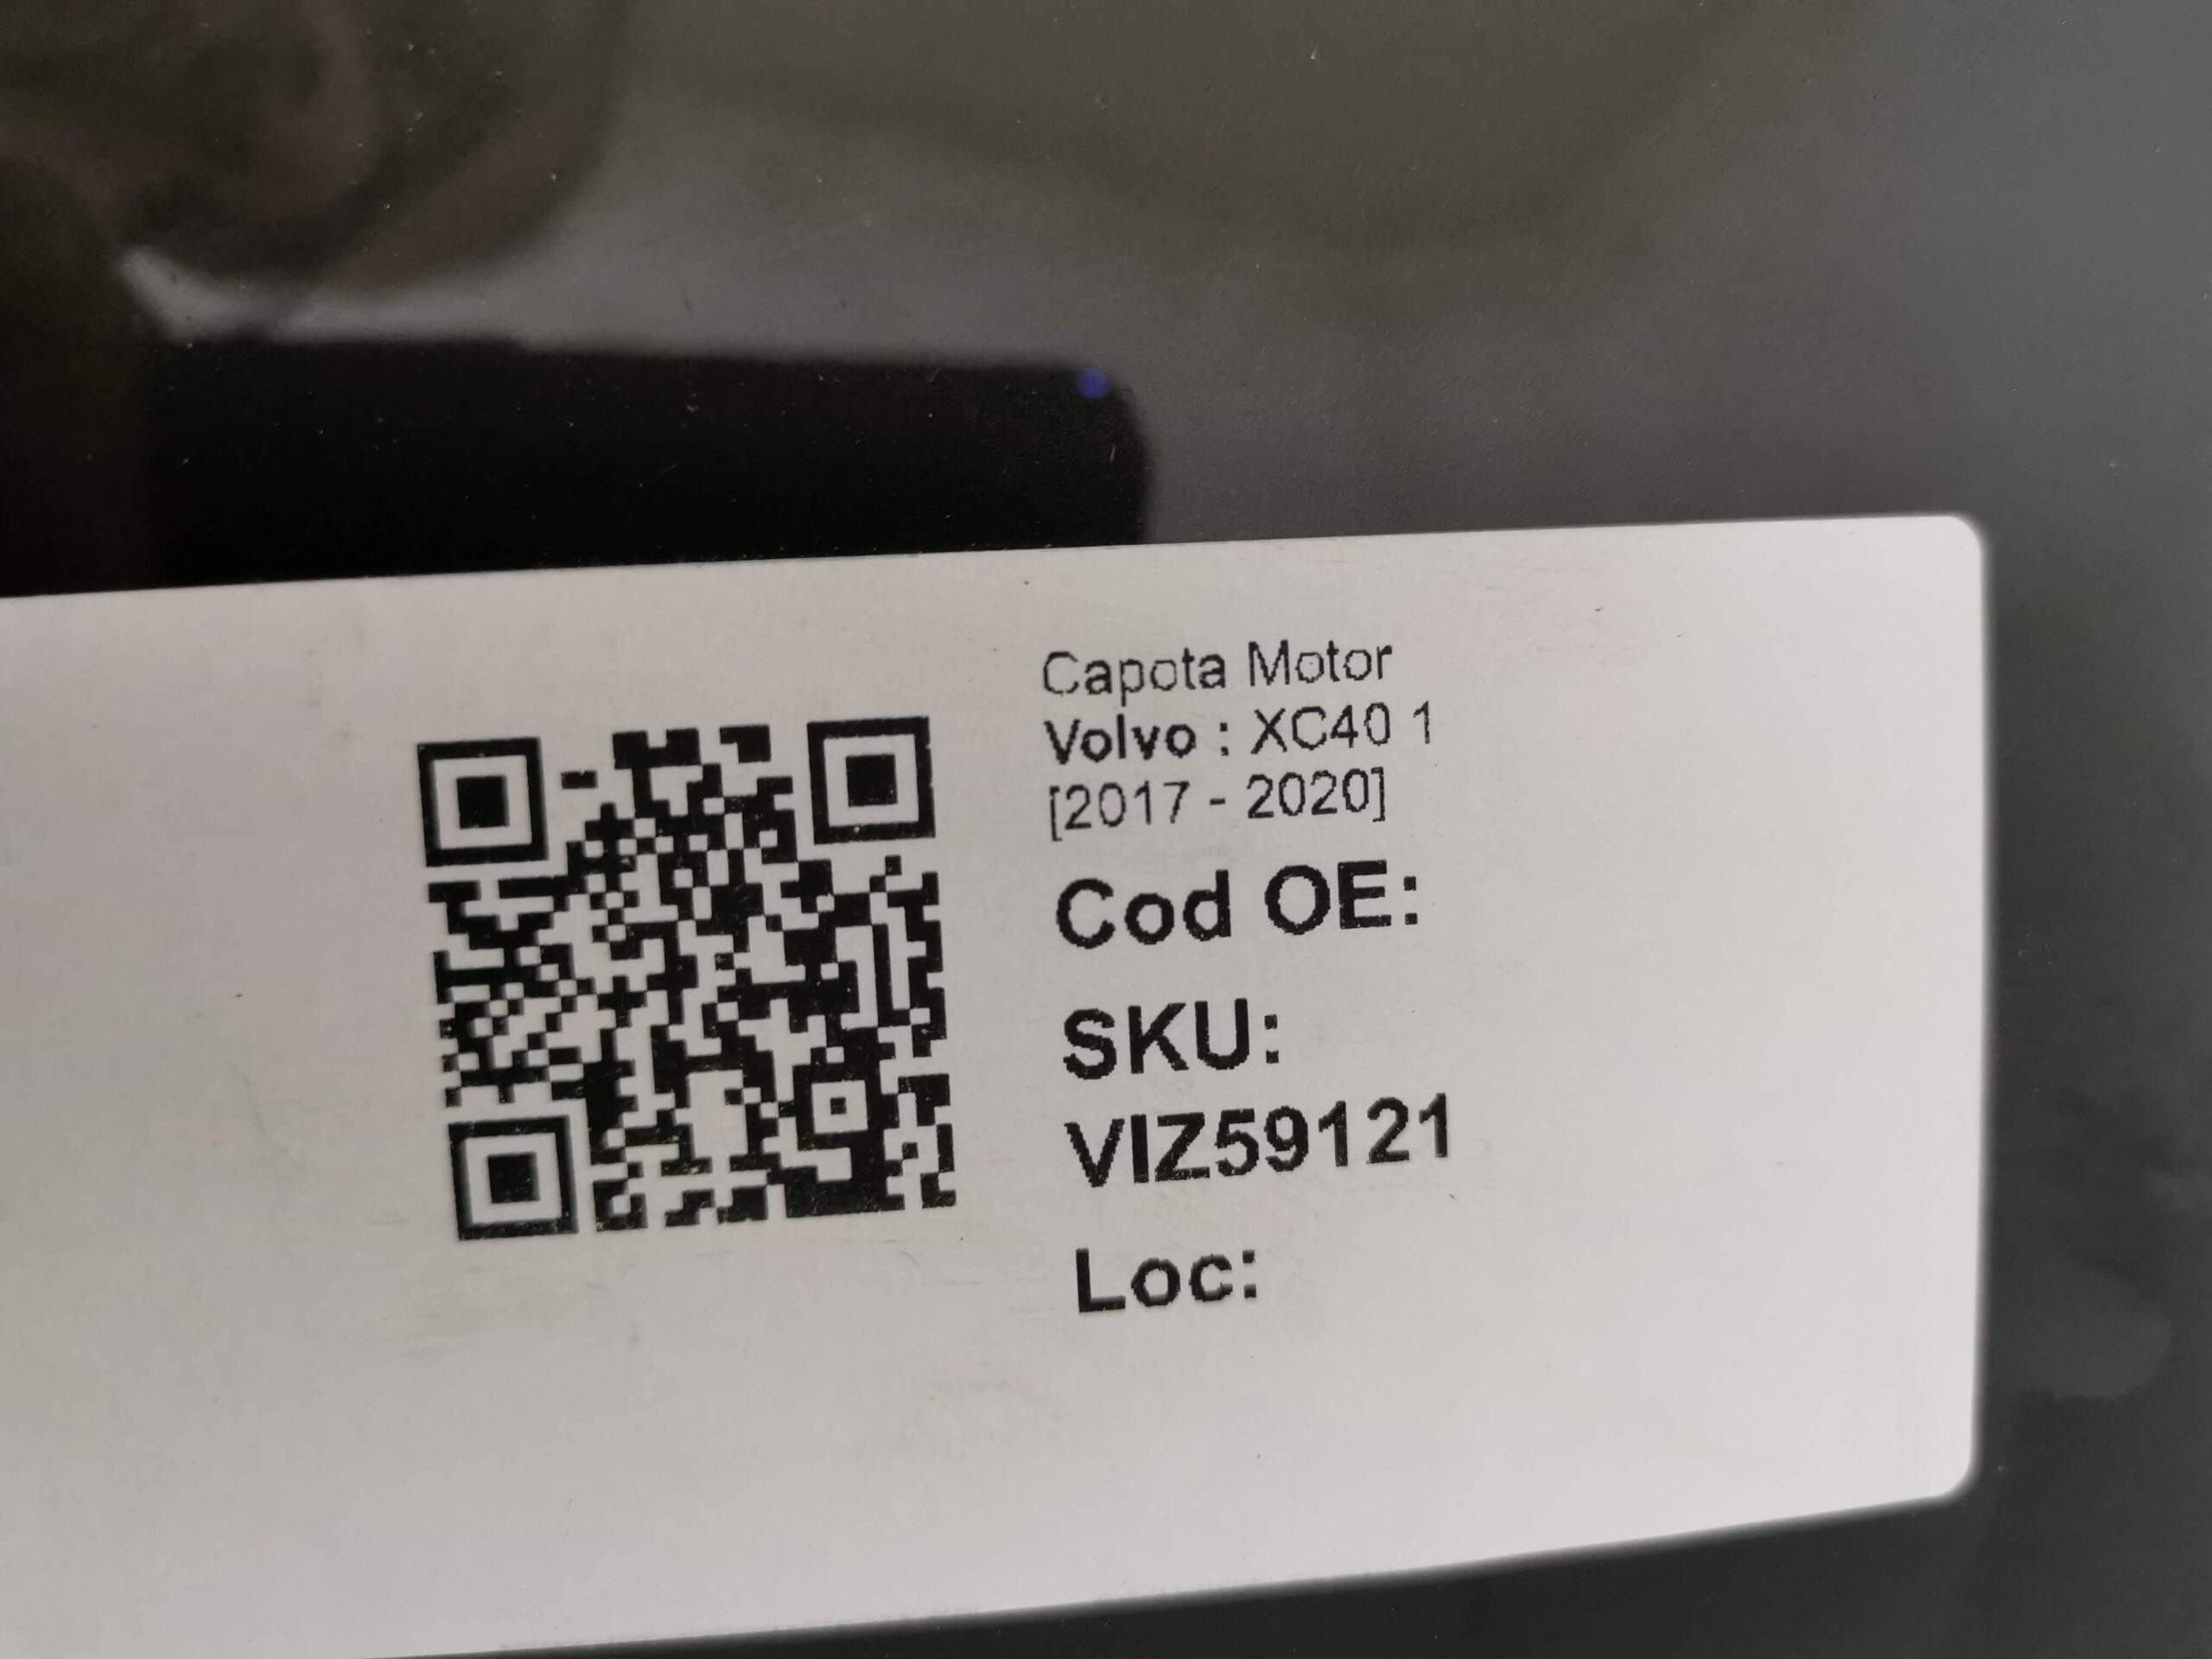 Capota Motor
Volvo : XC40 1
[2017 - 2020]
Cod OE:
SKU:
VIZ59121
Loc: